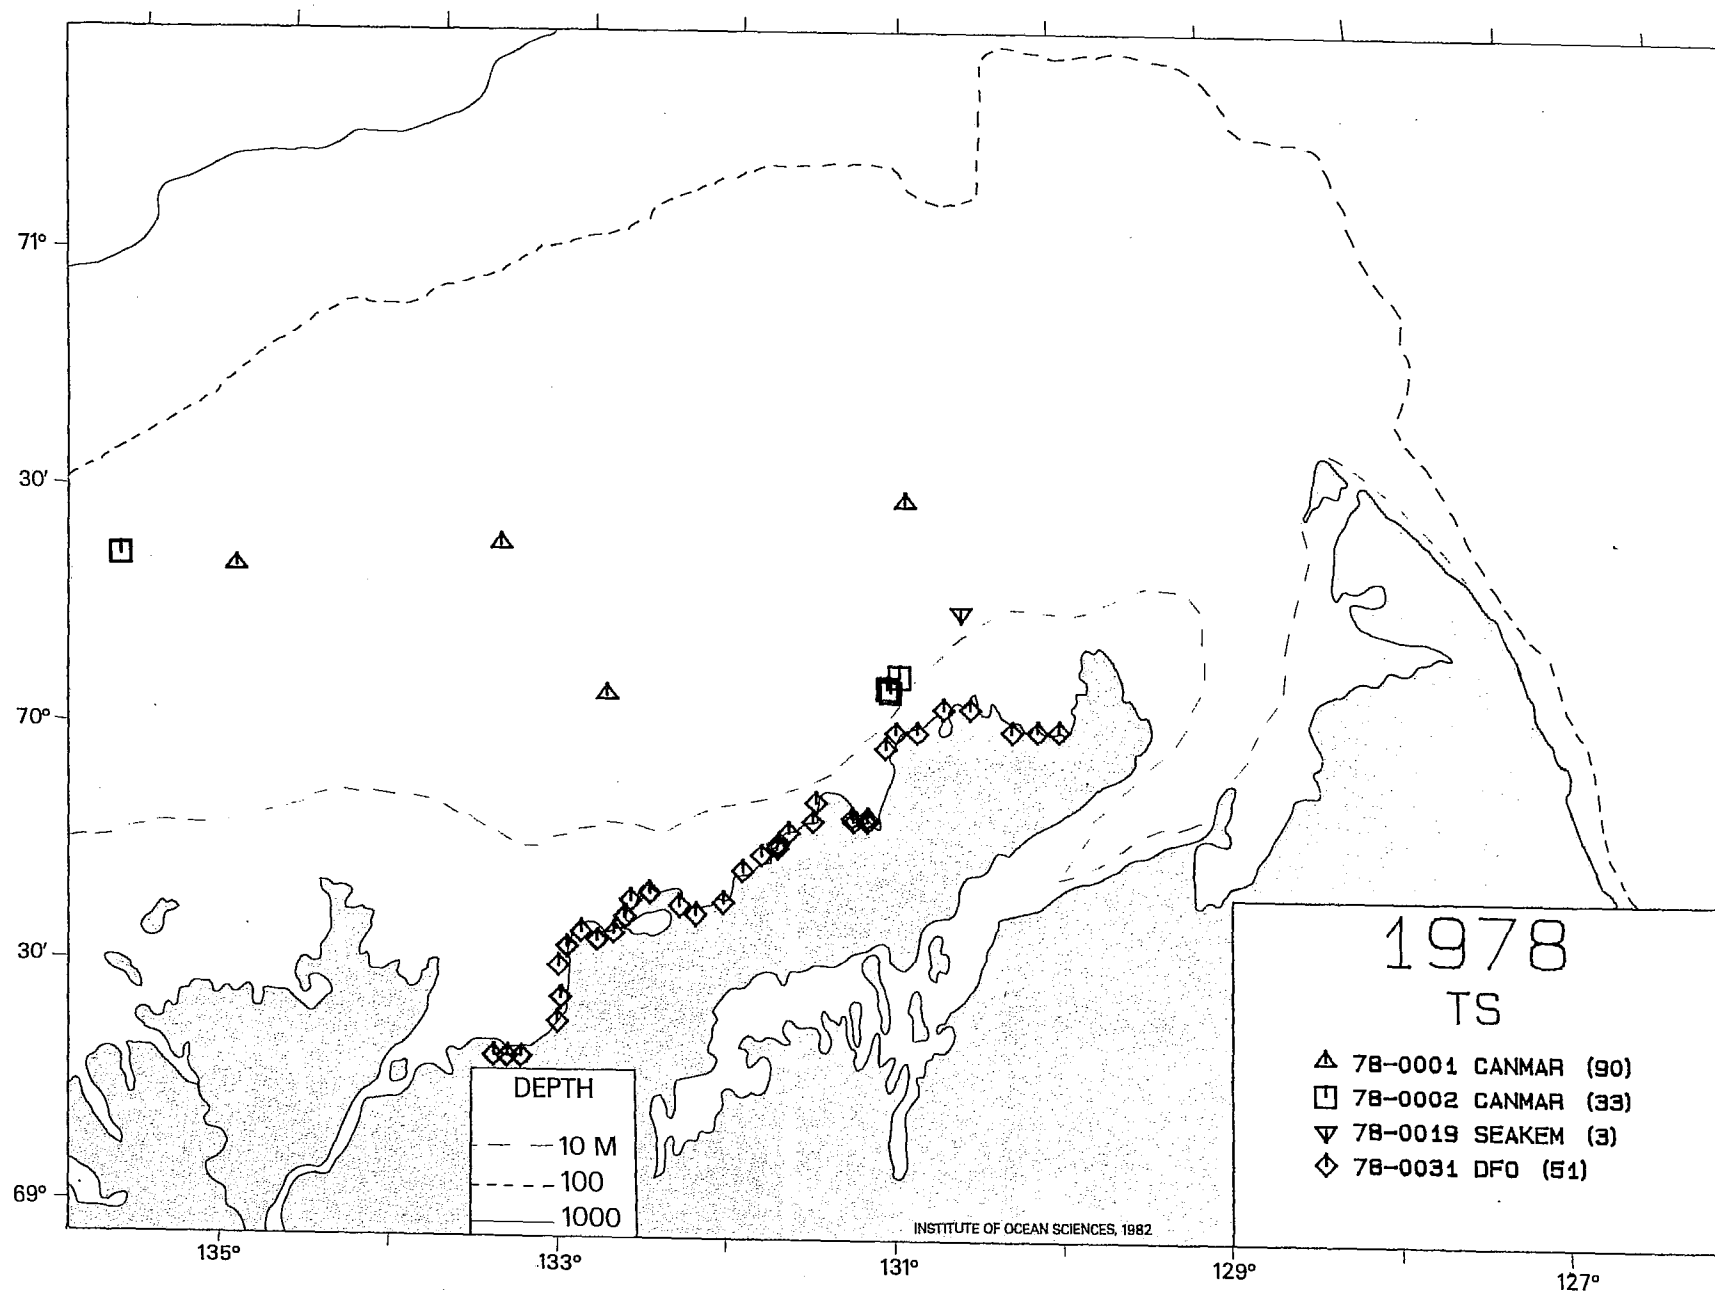 71°
30'
70°
30'
69°
1978
TS
78-0001 CANMAR (90)
78-0002 CANMAR (33)
78-0019 SEAKEM (3)
78-0031 DFO (51)
DEPTH
10 M
100
1000
INSTITUTE OF OCEAN SCIENCES, 1982
135°
133°
131°
129°
127°